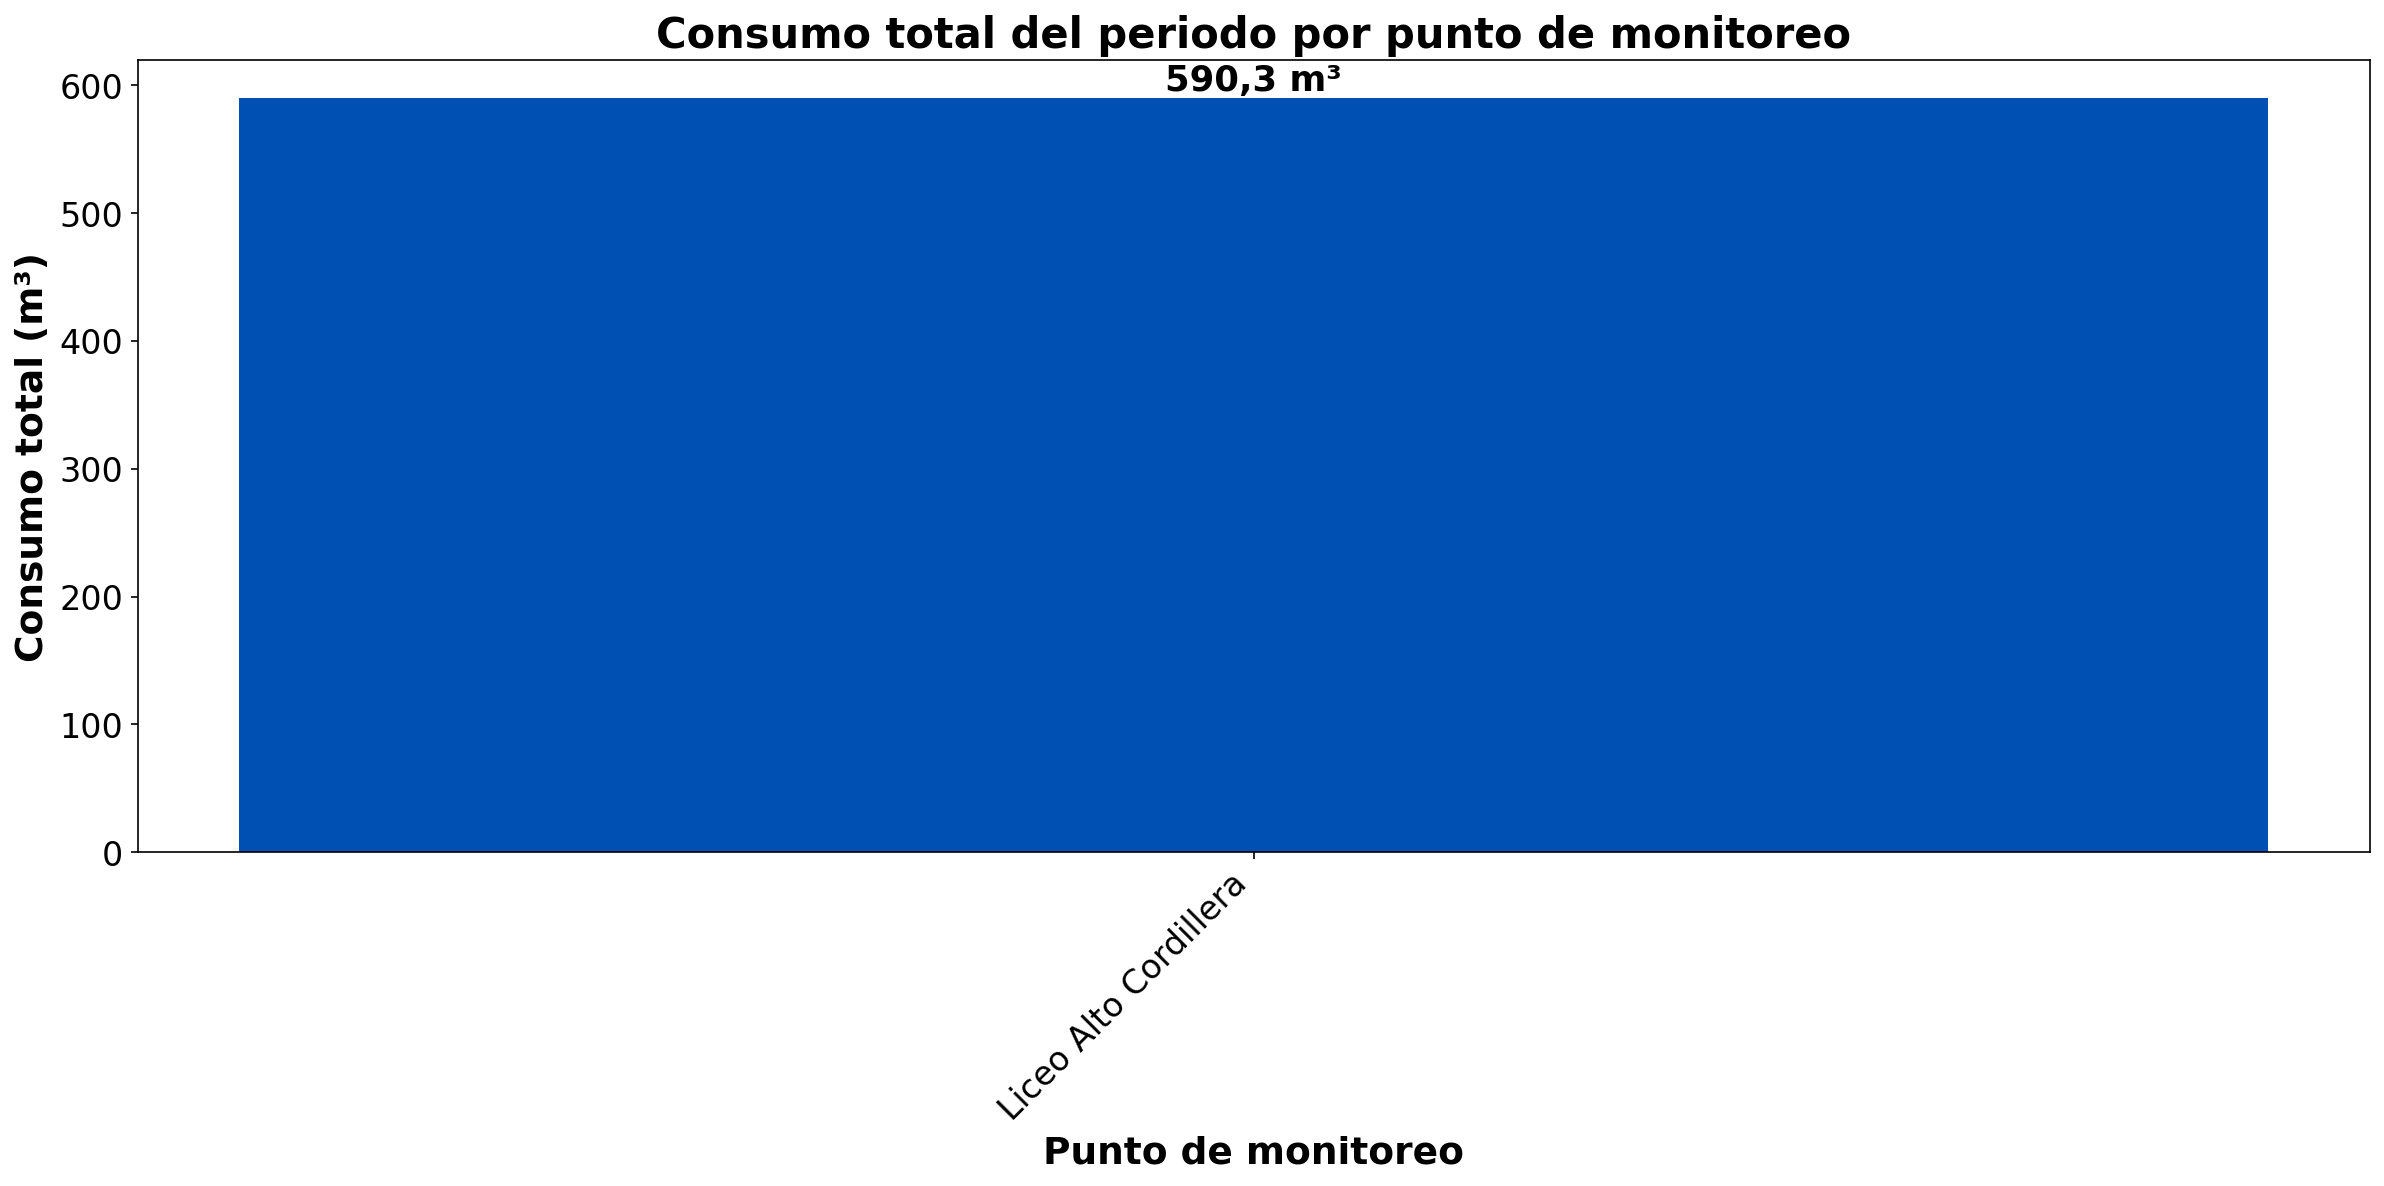 Consumo total del periodo por punto de monitoreo
590,3 m³
600
500
400
300
200
100
0
Consumo total (m³)
Liceo Alto Cordillera
Punto de monitoreo